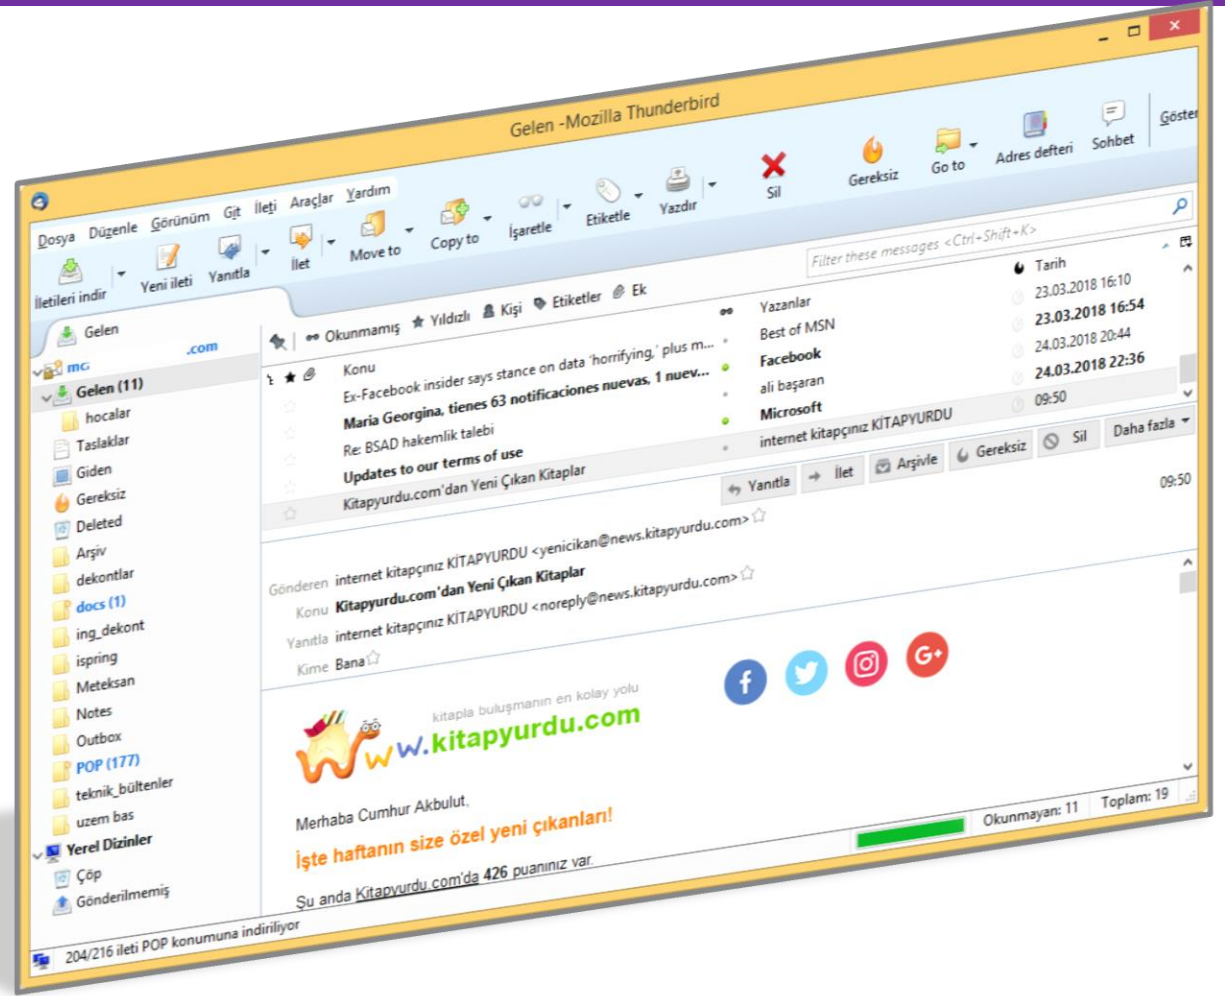 Gelen -Mozilla Thunderbird
Dosya Düzenle Görünüm Git İleti Araçlar Yardım
İletileri indir Yeni ileti Yanıtla İlet Move to Copy to İşaretle Etiketle Yazdır Sil Gereksiz Go to Adres defteri Sohbet Göster
Gelen
Filter these messages <Ctrl+Shift+K>
Okunmamış Yıldızlı Kişi Etiketler Ek
.com
Gelen (11)
hocalar
Taslaklar
Giden
Gereksiz
Deleted
Arşiv
dekontlar
docs (1)
ing_dekont
ispring
Meteksan
Notes
Outbox
POP (177)
teknik_bültenler
uzem bas
Yerel Dizinler
Çöp
Gönderilmemiş
Konu Yazanlar Tarih
Ex-Facebook insider says stance on data 'horrifying,' plus m... Best of MSN 23.03.2018 16:10
Maria Georgina, tienes 63 notificaciones nuevas, 1 nuev... Facebook 23.03.2018 16:54
Re: BSAD hakemlik talebi ali başaran 24.03.2018 20:44
Updates to our terms of use Microsoft 24.03.2018 22:36
Kitapyurdu.com'dan Yeni Çıkan Kitaplar internet kitapçınız KİTAPYURDU 09:50
Yanıtla İlet Arşivle Gereksiz Sil Daha fazla
Gönderen internet kitapçınız KİTAPYURDU <yenicikan@news.kitapyurdu.com> 09:50
Konu Kitapyurdu.com'dan Yeni Çıkan Kitaplar
Yanıtla internet kitapçınız KİTAPYURDU <noreply@news.kitapyurdu.com>
Kime Bana
kitapla buluşmanın en kolay yolu
www.kitapyurdu.com
Merhaba Cumhur Akbulut,
İşte haftanın size özel yeni çıkanları!
Şu anda Kitapyurdu.com'da 426 puanınız var.
204/216 ileti POP konumuna indiriliyor Okunmayan: 11 Toplam: 19